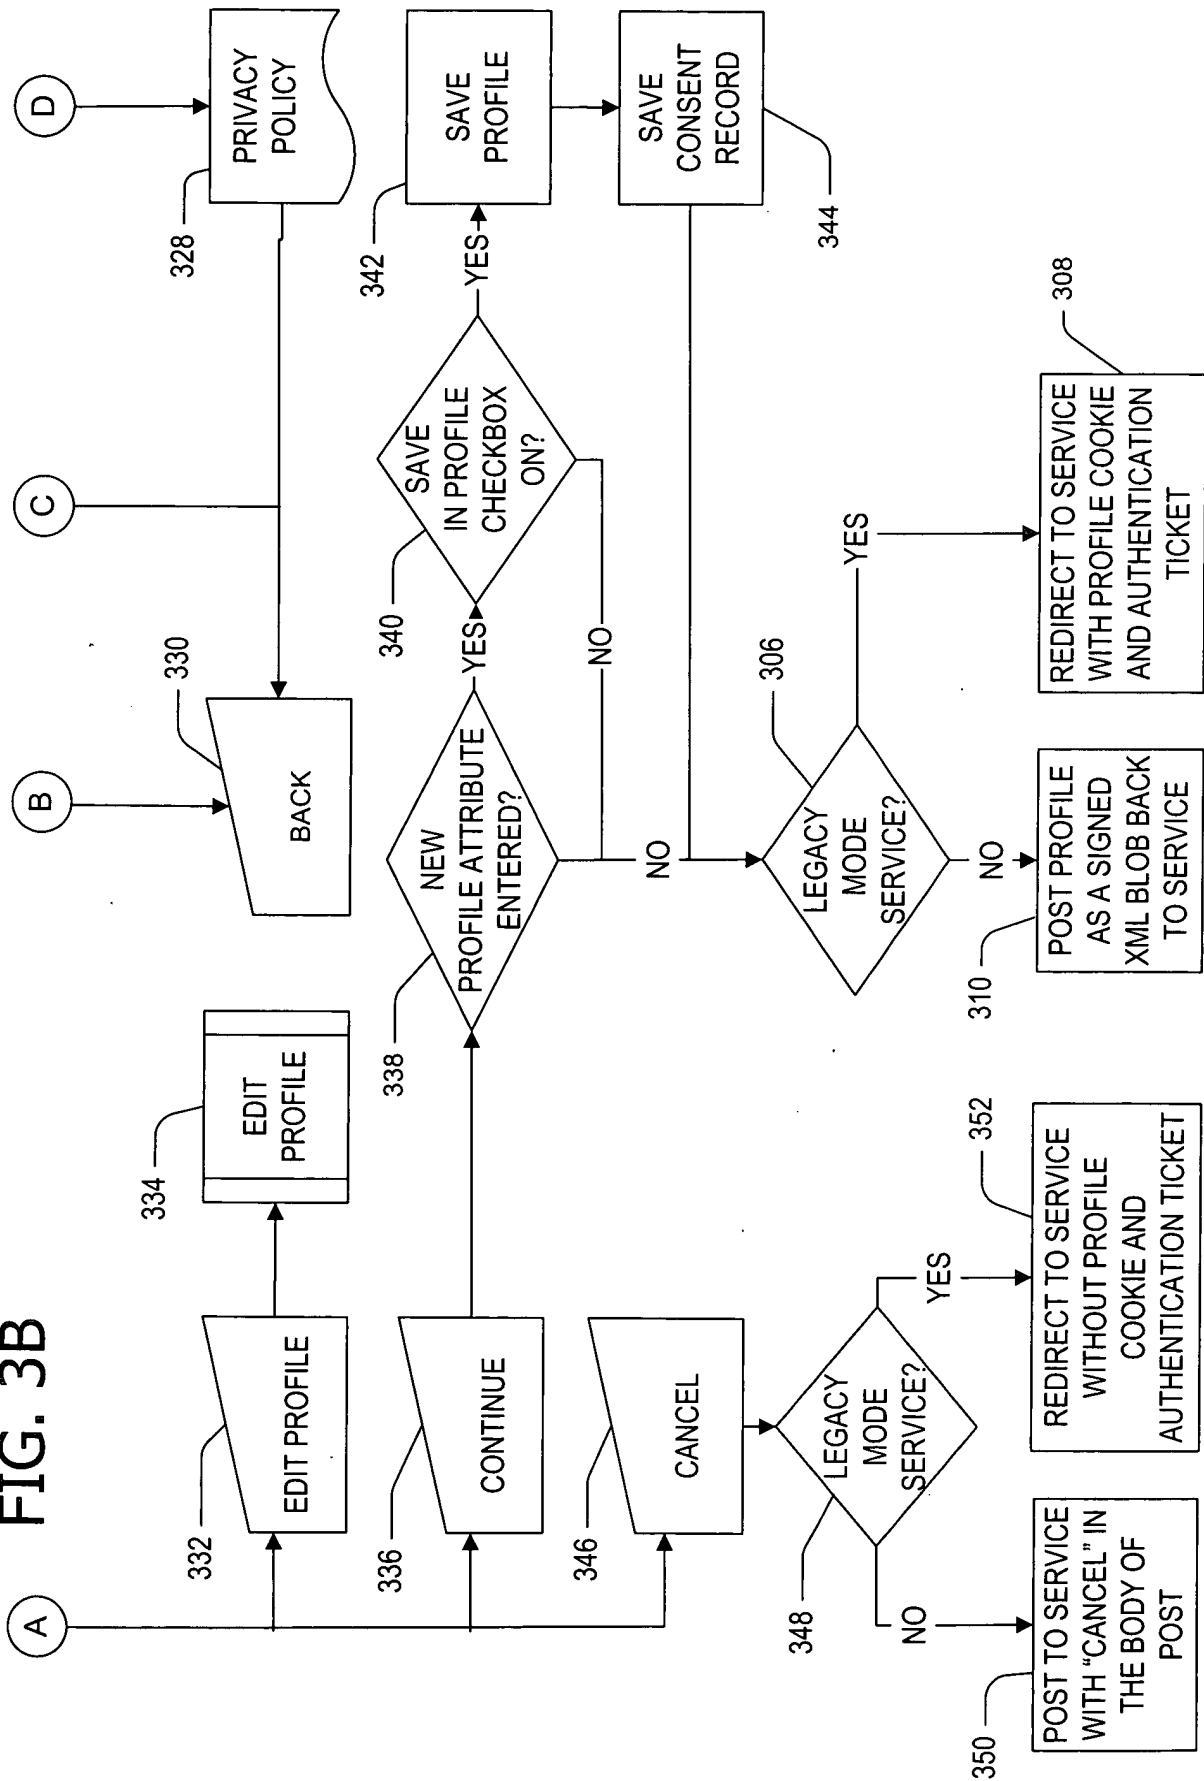 FIG. 3B
A
B
C
D
332
EDIT PROFILE
334
EDIT
PROFILE
330
BACK
328
PRIVACY
POLICY
336
CONTINUE
338
NEW
PROFILE ATTRIBUTE
ENTERED?
YES
NO
340
SAVE
IN PROFILE
CHECKBOX
ON?
YES
NO
342
SAVE
PROFILE
SAVE
CONSENT
RECORD
344
346
CANCEL
348
LEGACY
MODE
SERVICE?
NO
YES
350
POST TO SERVICE
WITH "CANCEL" IN
THE BODY OF
POST
352
REDIRECT TO SERVICE
WITHOUT PROFILE
COOKIE AND
AUTHENTICATION TICKET
306
LEGACY
MODE
SERVICE?
NO
YES
310
POST PROFILE
AS A SIGNED
XML BLOB BACK
TO SERVICE
308
REDIRECT TO SERVICE
WITH PROFILE COOKIE
AND AUTHENTICATION
TICKET